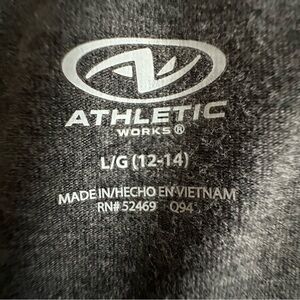 ATHLETIC
WORKS®
L/G (12-14)
MADE IN/HECHO EN VIETNAM
RN# 52469 Q94